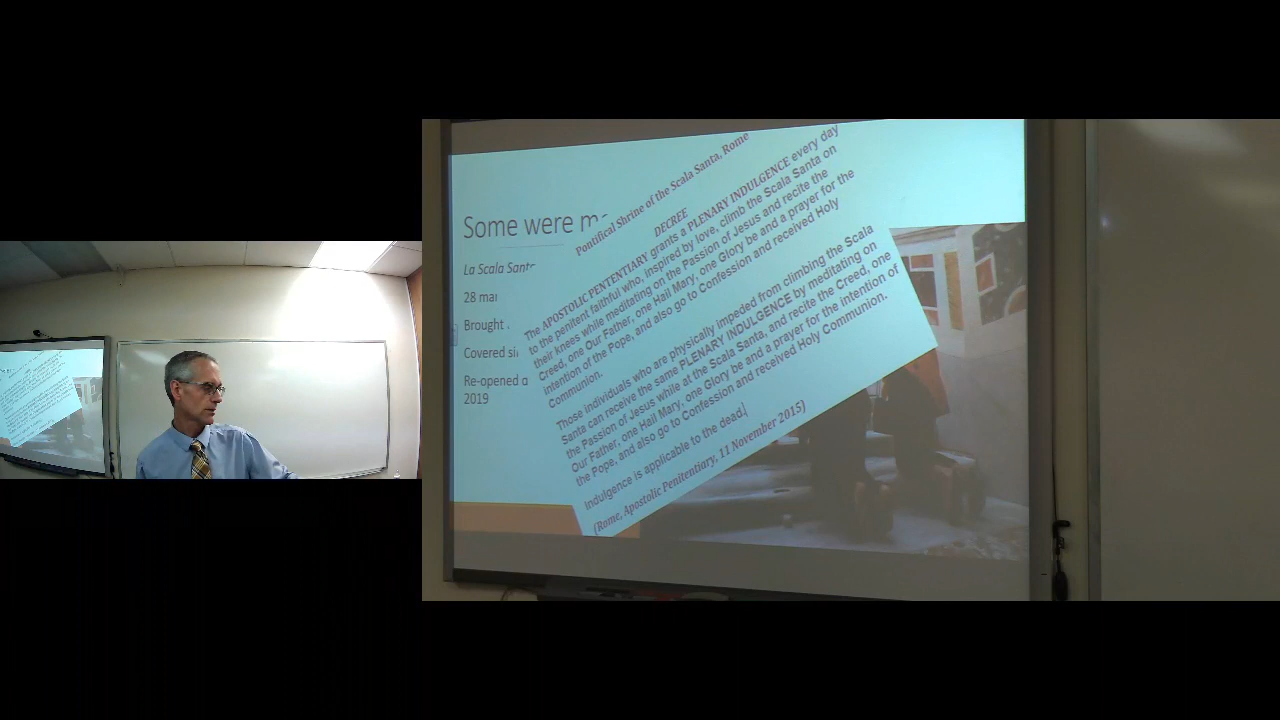 Some were m
La Scala Sant
28 mar
Brought
Covered si
Re-opened a
2019
Pontifical Shrine of the Scala Santa, Rome
DECREE
The APOSTOLIC PENTENTIARY grants a PLENARY INDULGENCE every day
to the penitent faithful who, inspired by love, climb the Scala Santa on
their knees while meditating on the Passion of Jesus and recite the
Creed, one Our Father, one Hail Mary, one Glory be and a prayer for the
intention of the Pope, and also go to Confession and received Holy
Communion.
Those individuals who are physically impeded from climbing the Scala
Santa can receive the same PLENARY INDULGENCE by meditating on
the Passion of Jesus while at the Scala Santa, and recite the Creed, one
Our Father, one Hail Mary, one Glory be and a prayer for the intention of
the Pope, and also go to Confession and received Holy Communion.
Indulgence is applicable to the dead.
(Rome, Apostolic Penitentiary, 11 November 2015)